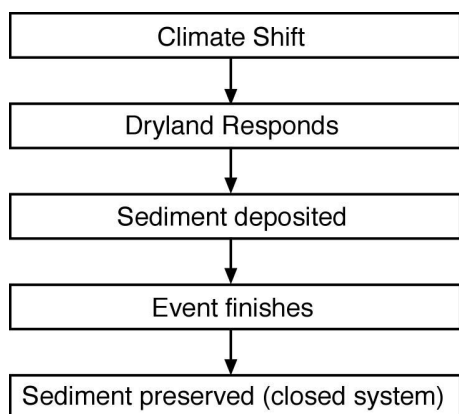 Climate Shift
Dryland Responds
Sediment deposited
Event finishes
Sediment preserved (closed system)